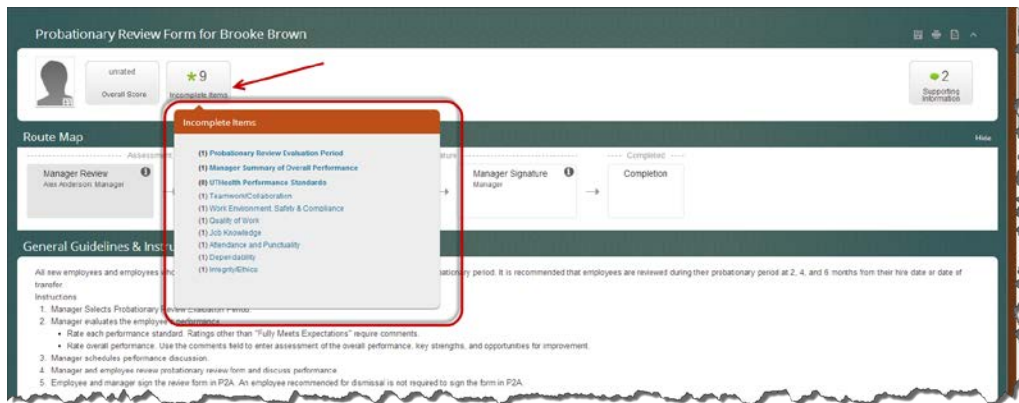 Probationary Review Form for Brooke Brown
unrated
Overall Score
9
Incomplete Items
2
Supporting Information
Incomplete Items
(1) Probationary Review Evaluation Period
(1) Manager Summary of Overall Performance
(8) UTHealth Performance Standards
(1) Teamwork/Collaboration
(1) Work Environment, Safety & Compliance
(1) Quality of Work
(1) Job Knowledge
(1) Attendance and Punctuality
(1) Dependability
(1) Integrity/Ethics
Route Map
Hide
Completed
Manager Review
Alex Anderson Manager
Manager Signature
Manager
Completion
General Guidelines & Instru
All new employees and employees who
ationary period. It is recommended that employees are reviewed during their probationary period at 2, 4, and 6 months from their hire date or date of
transfer.
Instructions
1. Manager Selects Probationary Review Evaluation Period.
2. Manager evaluates the employee's performance.
• Rate each performance standard. Ratings other than "Fully Meets Expectations" require comments.
• Rate overall performance. Use the comments field to enter assessment of the overall performance, key strengths, and opportunities for improvement.
3. Manager schedules performance discussion.
4. Manager and employee review probationary review form and discuss performance.
5. Employee and manager sign the review form in P2A. An employee recommended for dismissal is not required to sign the form in P2A.